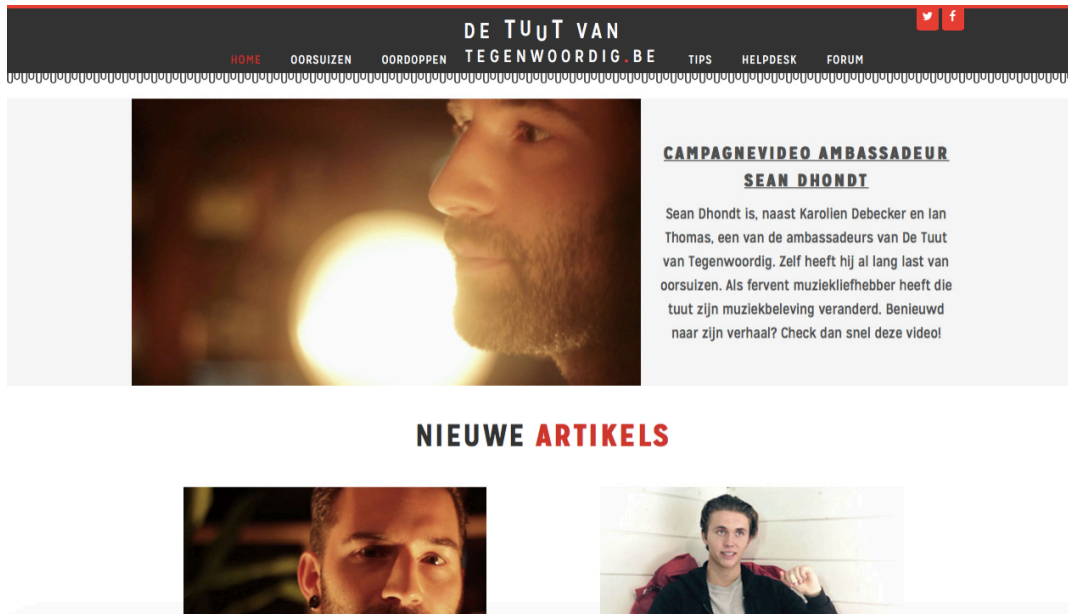 DE TUUT VAN
TEGENWOORDIG.BE
HOME OORSUIZEN OORDOPPEN TIPS HELPDESK FORUM
CAMPAGNEVIDEO AMBASSADEUR
SEAN DHONDT
Sean Dhondt is, naast Karolien Debecker en Ian
Thomas, een van de ambassadeurs van De Tuut
van Tegenwoordig. Zelf heeft hij al lang last van
oorsuizen. Als fervent muziekliefhebber heeft die
tuut zijn muziekbeleving veranderd. Benieuwd
naar zijn verhaal? Check dan snel deze video!
NIEUWE ARTIKELS